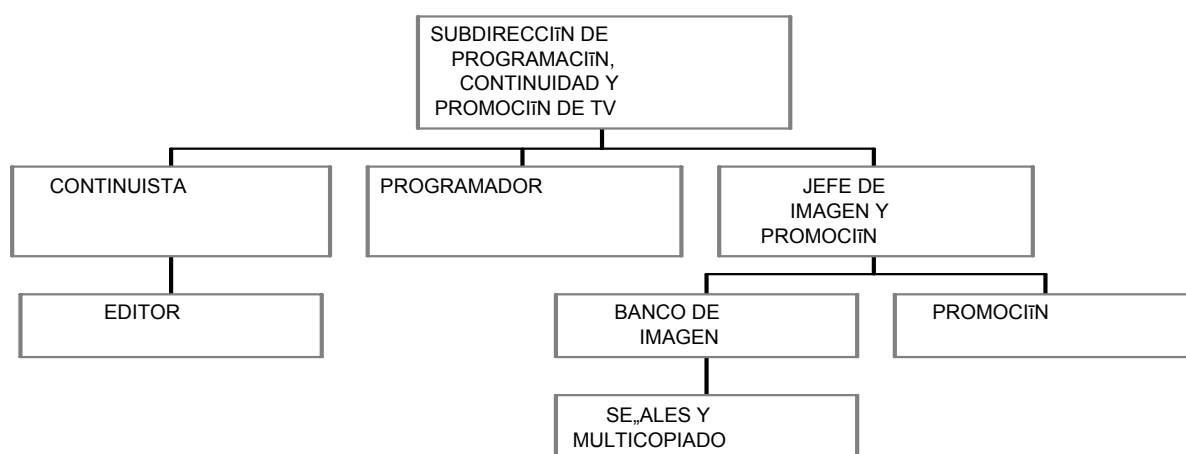 SUBDIRECCIīN DE
PROGRAMACIīN,
CONTINUIDAD Y
PROMOCIīN DE TV
CONTINUISTA
PROGRAMADOR
JEFE DE
IMAGEN Y
PROMOCIīN
EDITOR
BANCO DE
IMAGEN
PROMOCIīN
SE„ALES Y
MULTICOPIADO